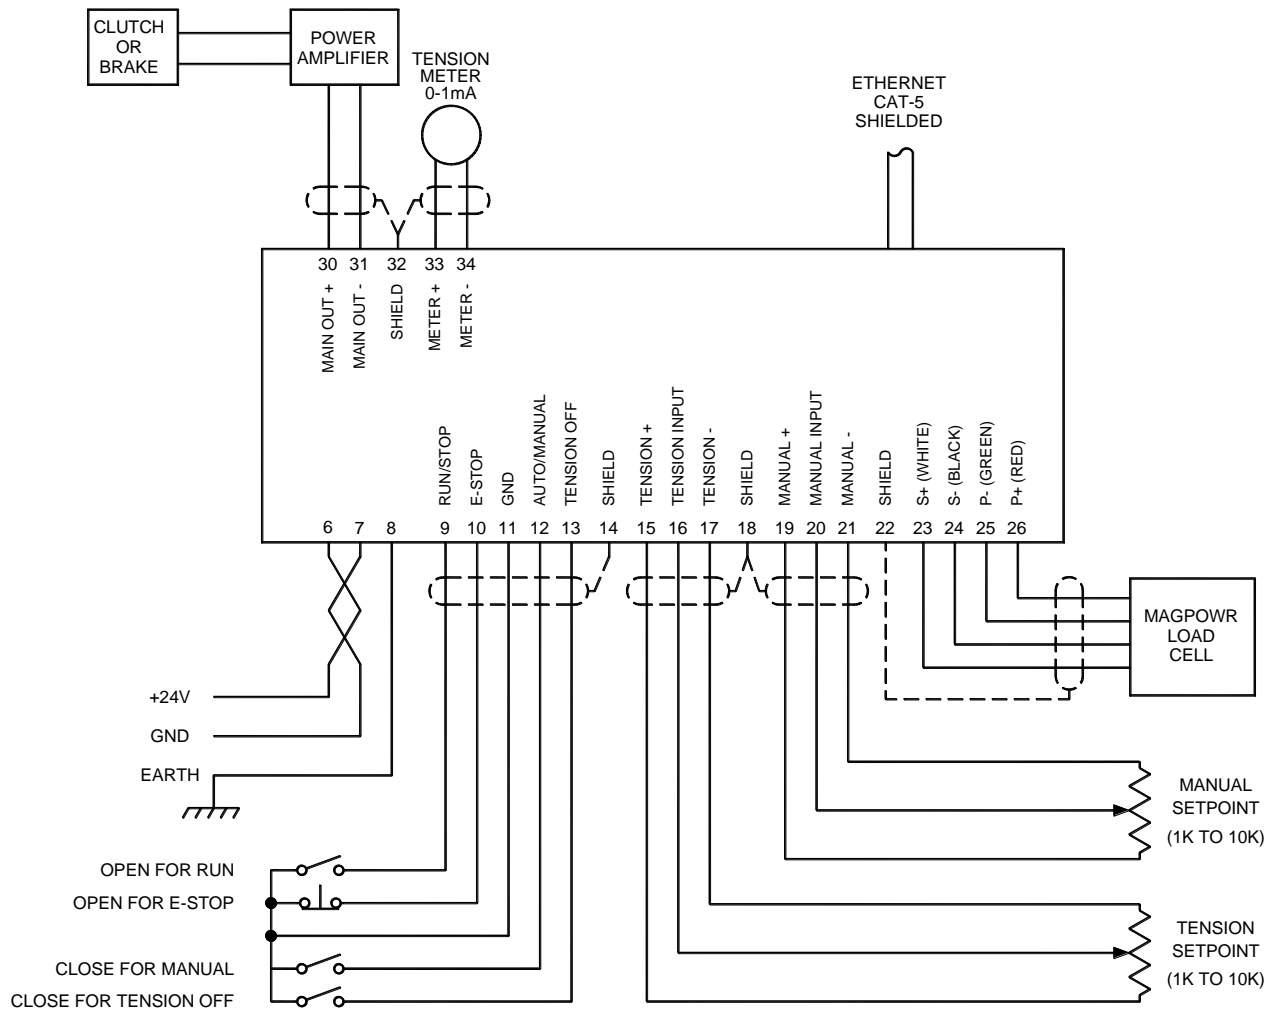 CLUTCH
OR
BRAKE
POWER
AMPLIFIER
TENSION
METER
0-1mA
ETHERNET
CAT-5
SHIELDED
30 31 32 33 34
MAIN OUT +
MAIN OUT -
SHIELD
METER +
METER -
RUN/STOP
E-STOP
GND
AUTO/MANUAL
TENSION OFF
SHIELD
TENSION +
TENSION INPUT
TENSION -
SHIELD
MANUAL +
MANUAL INPUT
MANUAL -
SHIELD
S+ (WHITE)
S- (BLACK)
P- (GREEN)
P+ (RED)
6 7 8 9 10 11 12 13 14 15 16 17 18 19 20 21 22 23 24 25 26
MAGPOWR
LOAD
CELL
+24V
GND
EARTH
MANUAL
SETPOINT
(1K TO 10K)
OPEN FOR RUN
OPEN FOR E-STOP
CLOSE FOR MANUAL
CLOSE FOR TENSION OFF
TENSION
SETPOINT
(1K TO 10K)